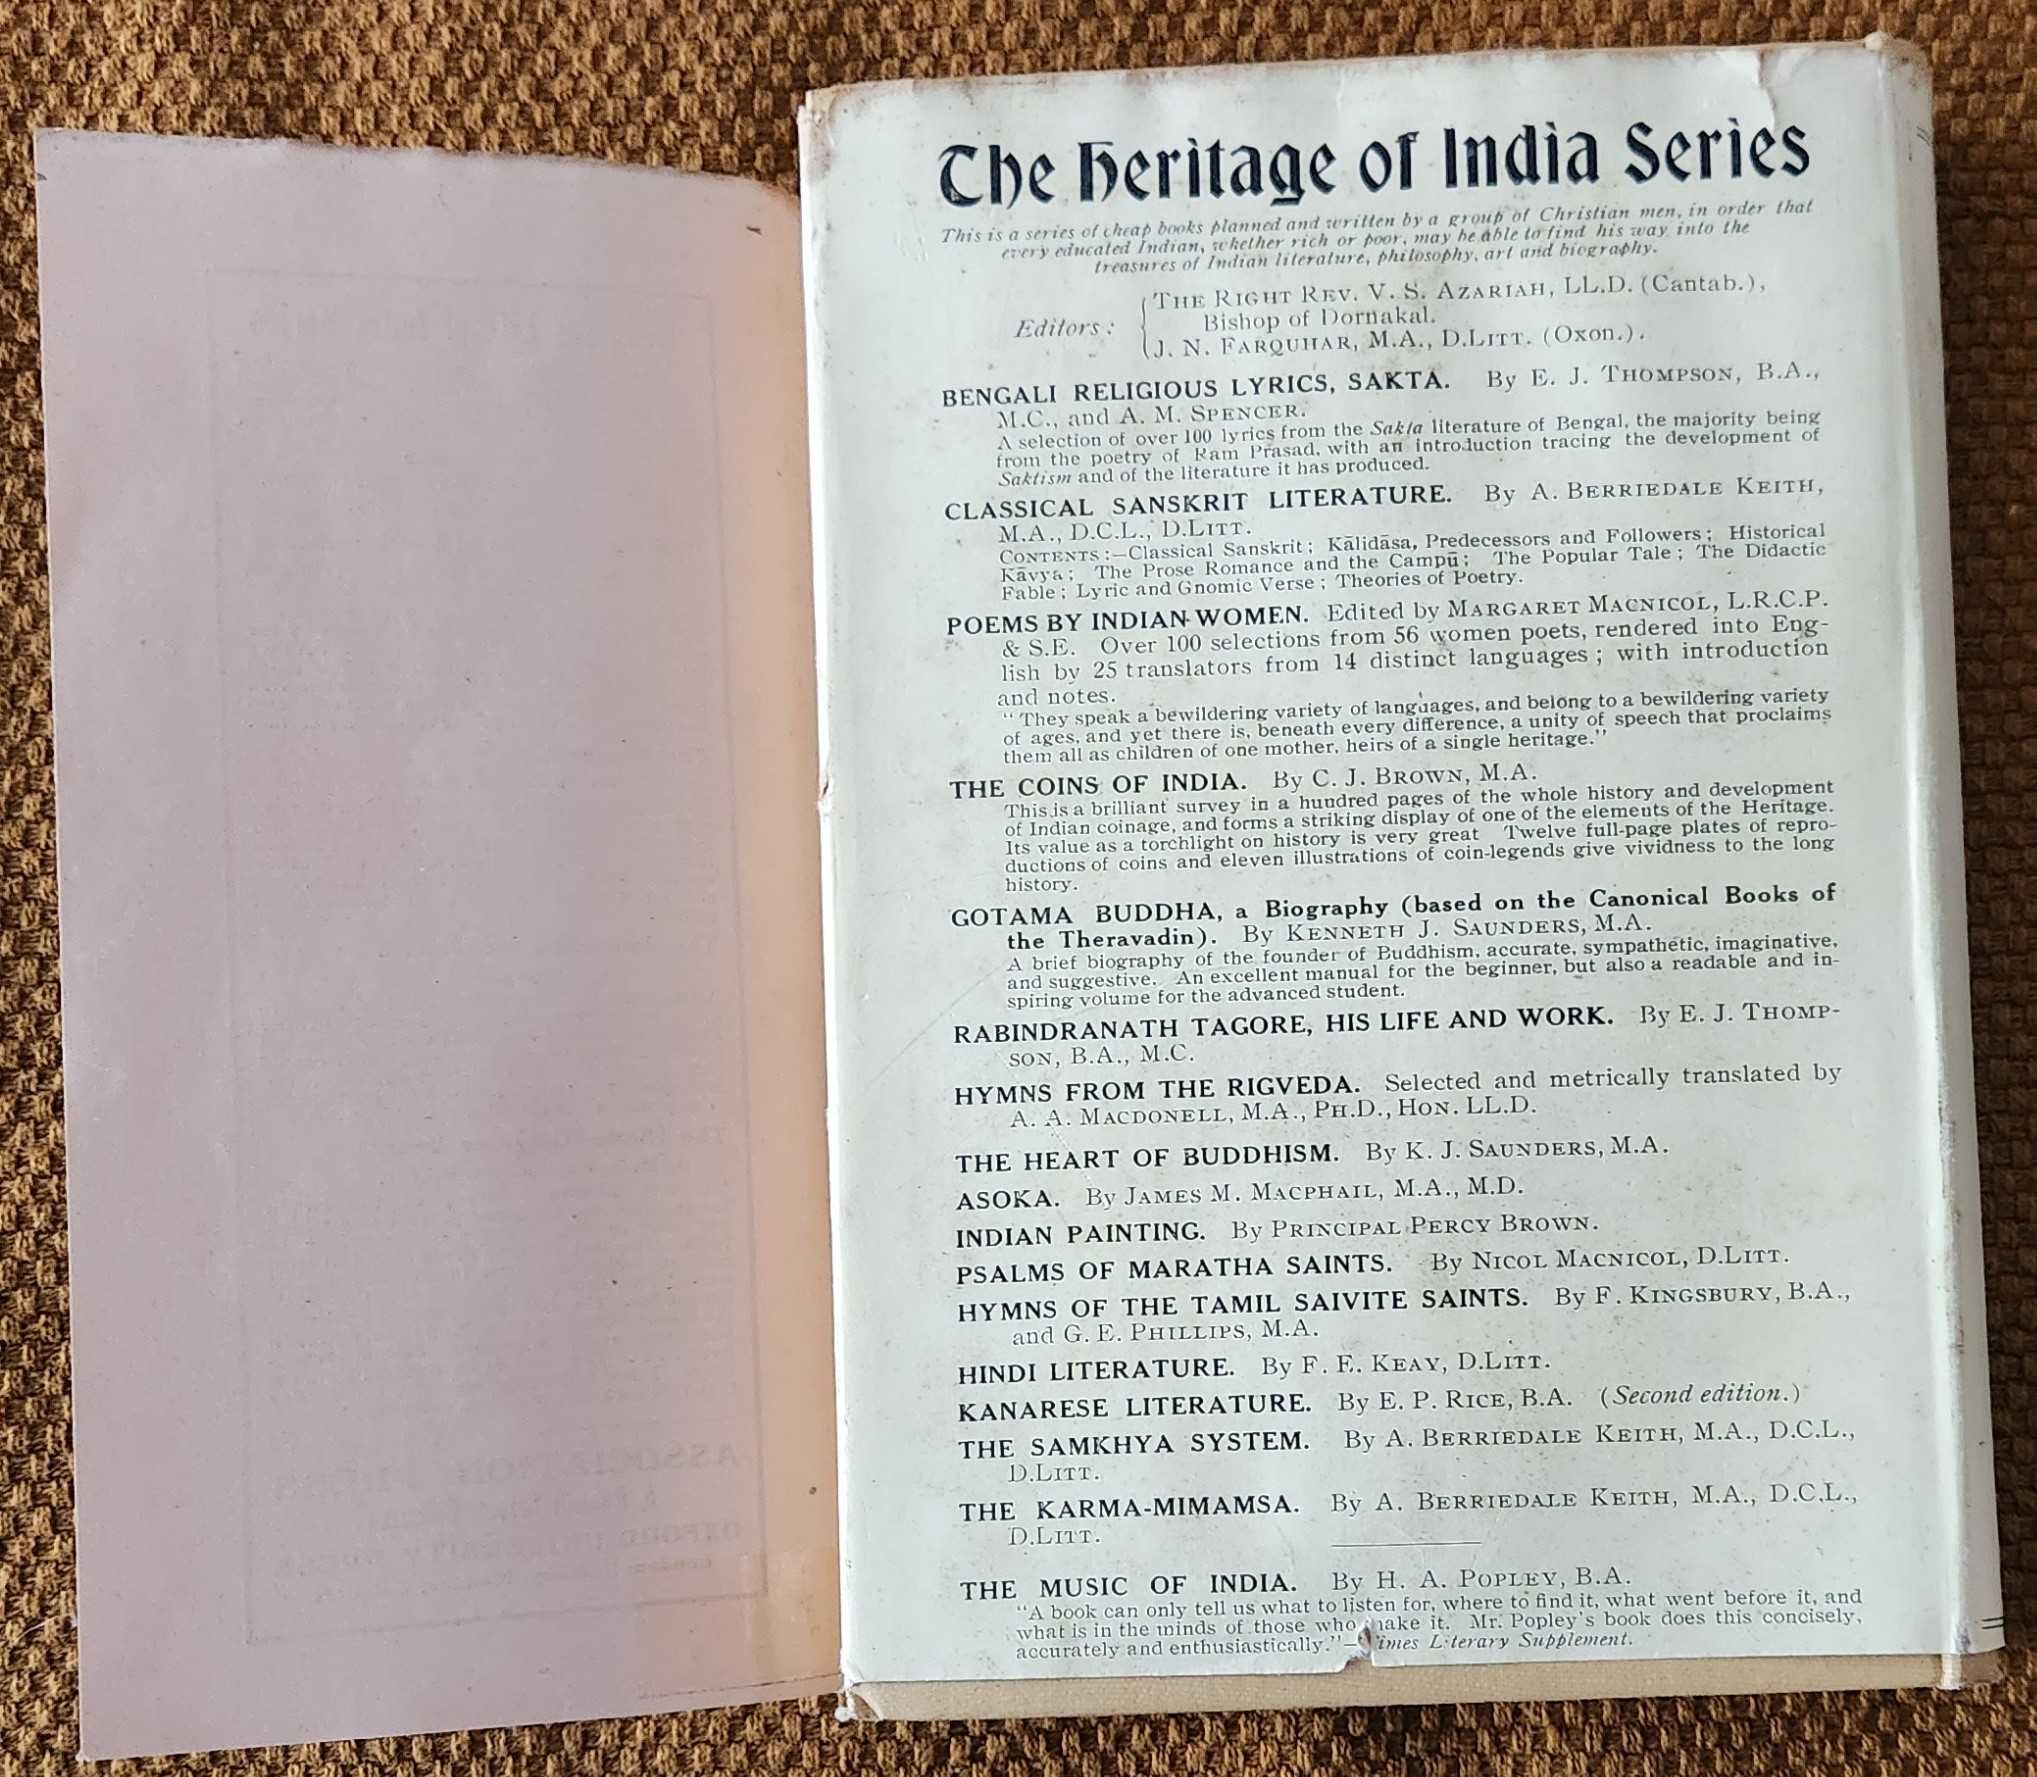 The Heritage of India Series
This is a series of cheap books planned and written by a group of Christian men, in order that
every educated Indian, whether rich or poor, may be able to find his way into the
treasures of Indian literature, philosophy, art and biography.
Editors :
THE RIGHT REV. V. S. AZARIAH, LL.D. (Cantab.),
Bishop of Dornakal.
J. N. FARQUHAR, M.A., D.LITT. (Oxon.).
BENGALI RELIGIOUS LYRICS, SAKTA. By E. J. THOMPSON, B.A.,
M.C., and A. M. SPENCER.
A selection of over 100 lyrics from the Sakta literature of Bengal, the majority being
from the poetry of Ram Prasad, with an introduction tracing the development of
Saktism and of the literature it has produced.
CLASSICAL SANSKRIT LITERATURE. By A. BERRIEDALE KEITH,
M.A., D.C.L., D.LITT.
CONTENTS :—Classical Sanskrit ; Kālidāsa, Predecessors and Followers ; Historical
Kāvya ; The Prose Romance and the Campū ; The Popular Tale ; The Didactic
Fable ; Lyric and Gnomic Verse ; Theories of Poetry.
POEMS BY INDIAN WOMEN. Edited by MARGARET MACNICOL, L.R.C.P.
& S.E. Over 100 selections from 56 women poets, rendered into Eng-
lish by 25 translators from 14 distinct languages ; with introduction
and notes.
"They speak a bewildering variety of languages, and belong to a bewildering variety
of ages, and yet there is, beneath every difference, a unity of speech that proclaims
them all as children of one mother, heirs of a single heritage."
THE COINS OF INDIA. By C. J. BROWN, M.A.
This is a brilliant survey in a hundred pages of the whole history and development
of Indian coinage, and forms a striking display of one of the elements of the Heritage.
Its value as a torchlight on history is very great Twelve full-page plates of repro-
ductions of coins and eleven illustrations of coin-legends give vividness to the long
history.
GOTAMA BUDDHA, a Biography (based on the Canonical Books of
the Theravadin). By KENNETH J. SAUNDERS, M.A.
A brief biography of the founder of Buddhism, accurate, sympathetic, imaginative,
and suggestive. An excellent manual for the beginner, but also a readable and in-
spiring volume for the advanced student.
RABINDRANATH TAGORE, HIS LIFE AND WORK. By E. J. THOMP-
SON, B.A., M.C.
HYMNS FROM THE RIGVEDA. Selected and metrically translated by
A. A. MACDONELL, M.A., PH.D., HON. LL.D.
THE HEART OF BUDDHISM. By K. J. SAUNDERS, M.A.
ASOKA. By JAMES M. MACPHAIL, M.A., M.D.
INDIAN PAINTING. By PRINCIPAL PERCY BROWN.
PSALMS OF MARATHA SAINTS. By NICOL MACNICOL, D.LITT.
HYMNS OF THE TAMIL SAIVITE SAINTS. By F. KINGSBURY, B.A.,
and G. E. PHILLIPS, M.A.
HINDI LITERATURE. By F. E. KEAY, D.LITT.
KANARESE LITERATURE. By E. P. RICE, B.A. (Second edition.)
THE SAMKHYA SYSTEM. By A. BERRIEDALE KEITH, M.A., D.C.L.,
D.LITT.
THE KARMA-MIMAMSA. By A. BERRIEDALE KEITH, M.A., D.C.L.,
D.LITT.
THE MUSIC OF INDIA. By H. A. POPLEY, B.A.
"A book can only tell us what to listen for, where to find it, what went before it, and
what is in the minds of those who make it. Mr. Popley's book does this concisely,
accurately and enthusiastically."—Times Literary Supplement.